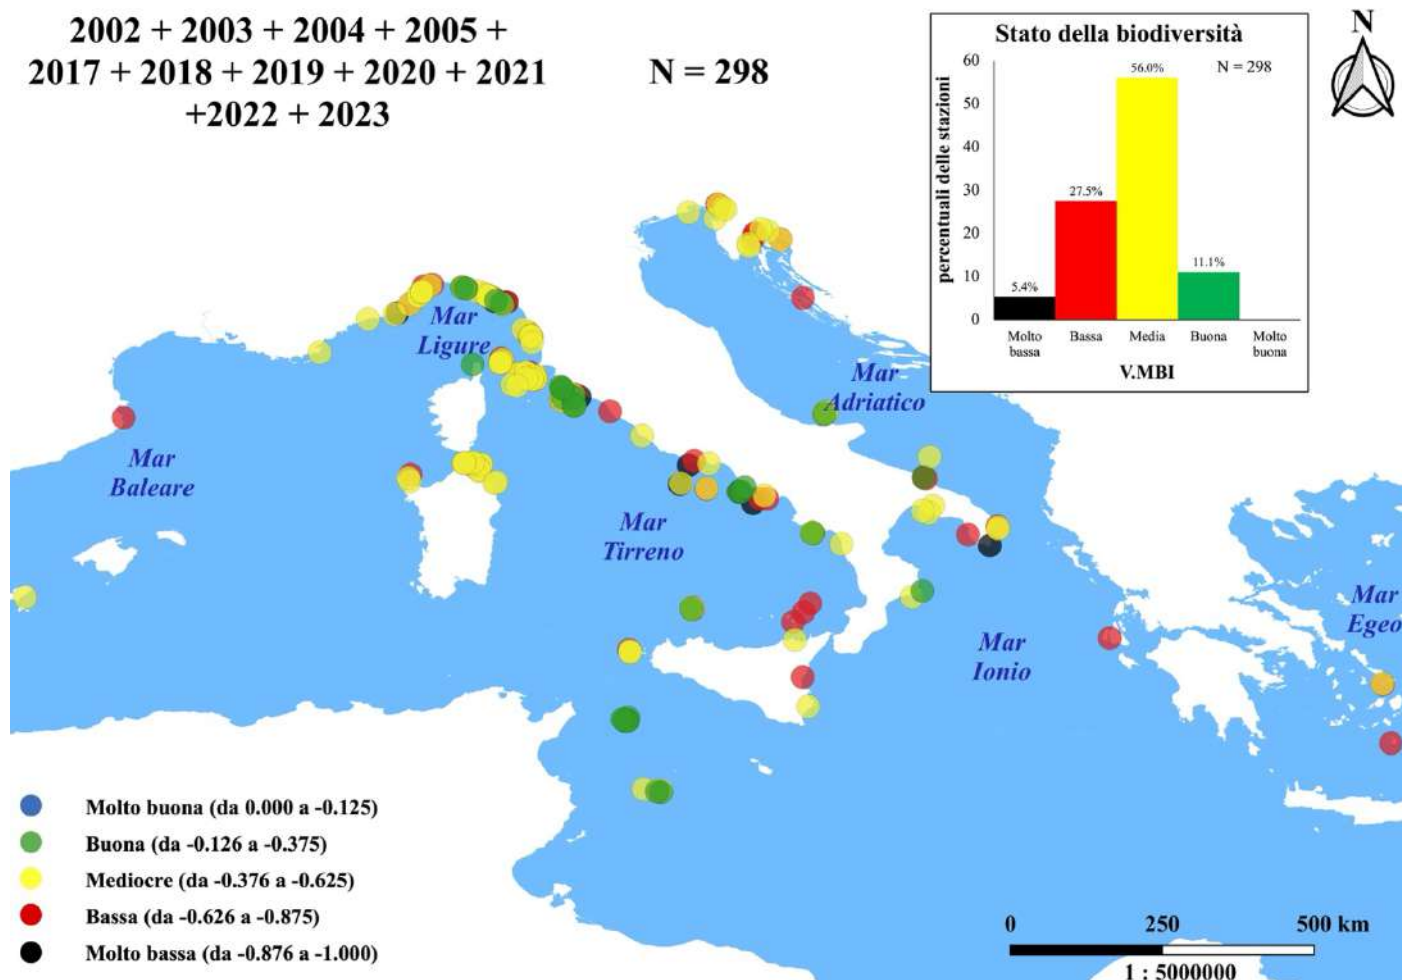 2002 + 2003 + 2004 + 2005 +
2017 + 2018 + 2019 + 2020 + 2021
+2022 + 2023
N = 298
Stato della biodiversità
N = 298
percentuali delle stazioni
60
50
40
30
20
10
0
5.4%
27.5%
56.0%
11.1%
Molto
bassa
Bassa
Media
Buona
Molto
buona
V.MBI
N
Mar
Ligure
Mar
Adriatico
Mar
Baleare
Mar
Tirreno
Mar
Ionio
Mar
Egeo
Molto buona (da 0.000 a -0.125)
Buona (da -0.126 a -0.375)
Mediocre (da -0.376 a -0.625)
Bassa (da -0.626 a -0.875)
Molto bassa (da -0.876 a -1.000)
0 250 500 km
1 : 5000000